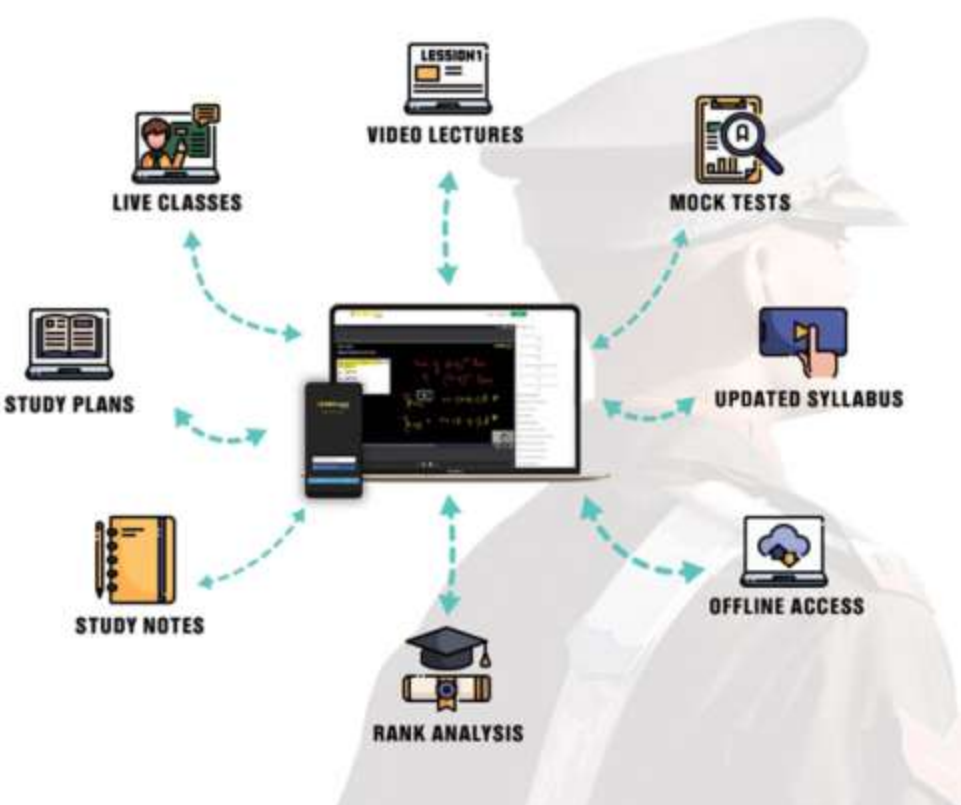 LESSION1
VIDEO LECTURES
LIVE CLASSES
MOCK TESTS
STUDY PLANS
UPDATED SYLLABUS
STUDY NOTES
OFFLINE ACCESS
RANK ANALYSIS